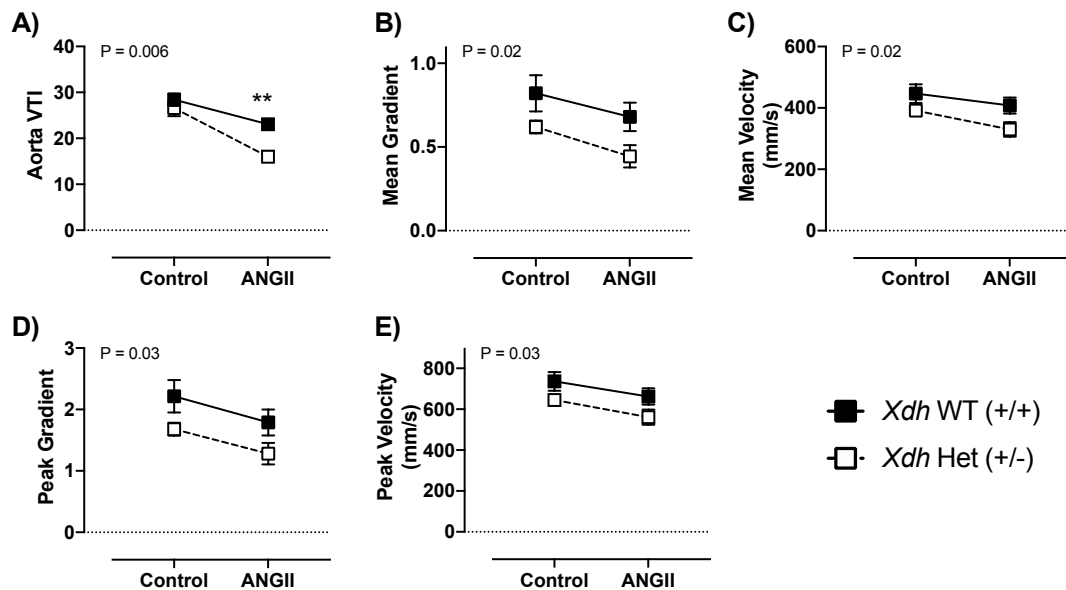 A)
P = 0.006
40
30
20
10
0
Aorta VTI
**
Control
ANGII
B)
P = 0.02
1.0
0.5
0.0
Mean Gradient
Control
ANGII
C)
P = 0.02
600
400
200
0
Mean Velocity
(mm/s)
Control
ANGII
D)
P = 0.03
3
2
1
0
Peak Gradient
Control
ANGII
E)
P = 0.03
800
600
400
200
0
Peak Velocity
(mm/s)
Control
ANGII
Xdh WT (+/+)
Xdh Het (+/-)